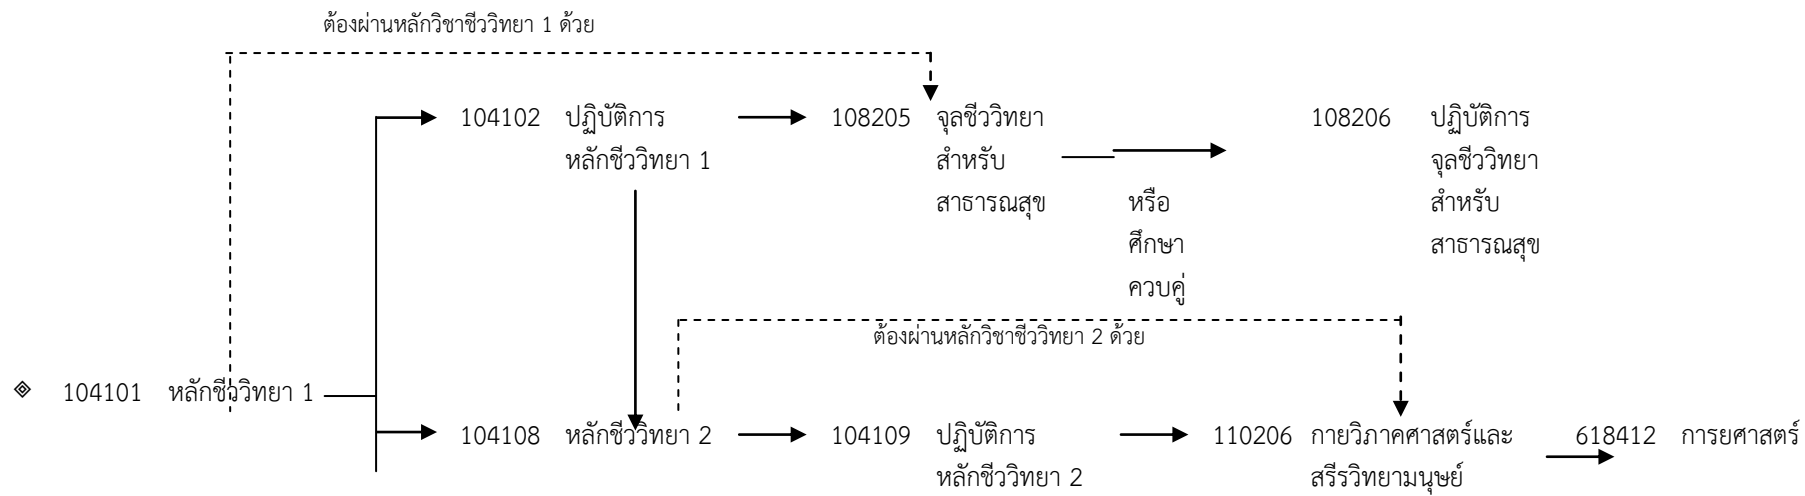 ต้องผ่านหลักวิชาชีววิทยา 1 ด้วย
104102 ปฏิบัติการ 108205 จุลชีววิทยา 108206 ปฏิบัติการ
หลักชีววิทยา 1 สำหรับ จุลชีววิทยา
สาธารณสุข หรือ สำหรับ
ศึกษา สาธารณสุข
ควบคู่
ต้องผ่านหลักวิชาชีววิทยา 2 ด้วย
104101 หลักชีววิทยา 1
104108 หลักชีววิทยา 2 104109 ปฏิบัติการ 110206 กายวิภาคศาสตร์และ 618412 การยศาสตร์
หลักชีววิทยา 2 สรีรวิทยามนุษย์